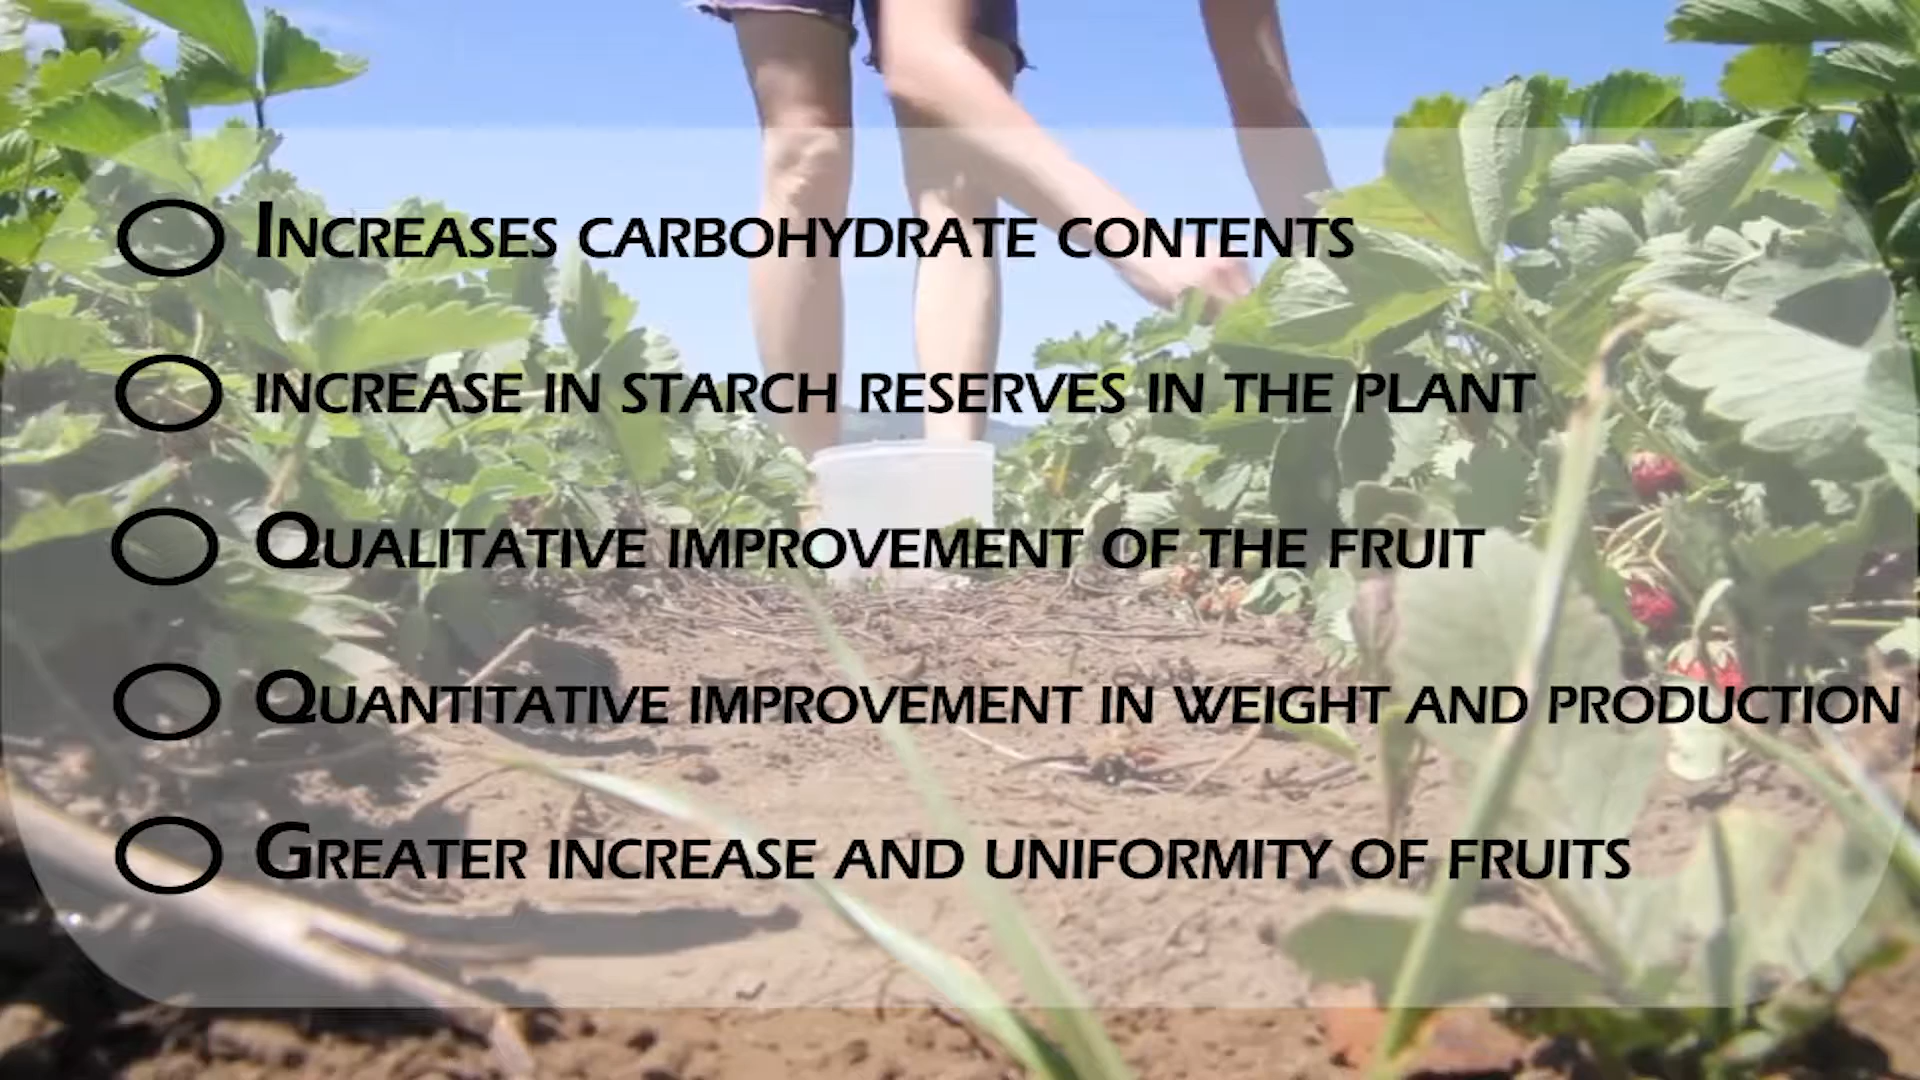 Increases carbohydrate contents
increase in starch reserves in the plant
Qualitative improvement of the fruit
Quantitative improvement in weight and production
Greater increase and uniformity of fruits